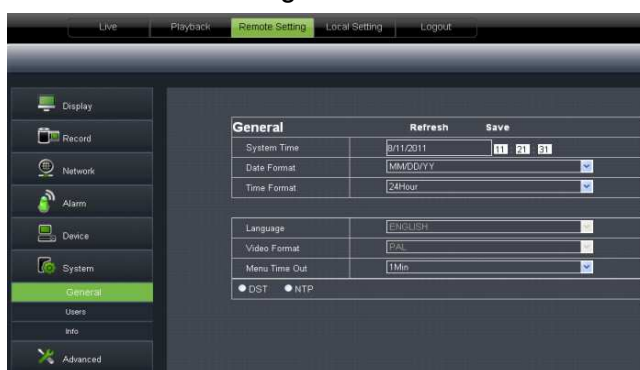 Live Playback Remote Setting Local Setting Logout
Display
Record
Network
Alarm
Device
System
General
Users
Info
Advanced
General Refresh Save
System Time 8/11/2011 11 : 21 : 31
Date Format MM/DD/YY
Time Format 24Hour
Language ENGLISH
Video Format PAL
Menu Time Out 1Min
DST NTP